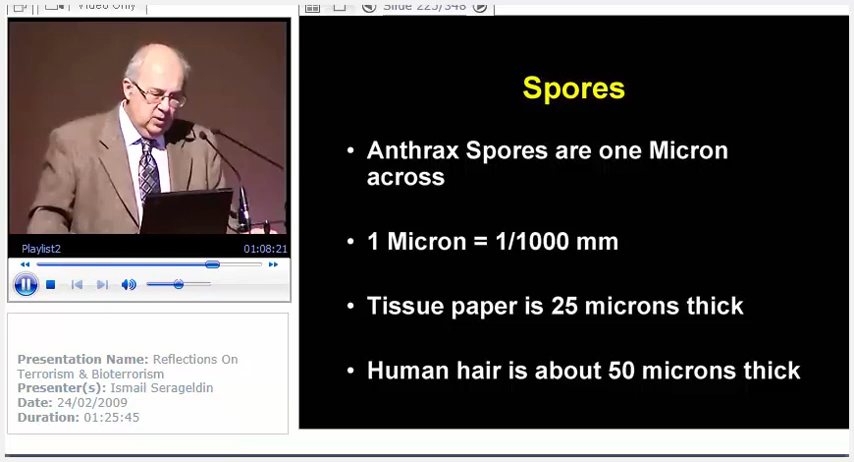 Video Only
Slide 225/348
Spores
• Anthrax Spores are one Micron
across
• 1 Micron = 1/1000 mm
• Tissue paper is 25 microns thick
• Human hair is about 50 microns thick
Playlist2 01:08:21
Presentation Name: Reflections On
Terrorism & Bioterrorism
Presenter(s): Ismail Serageldin
Date: 24/02/2009
Duration: 01:25:45